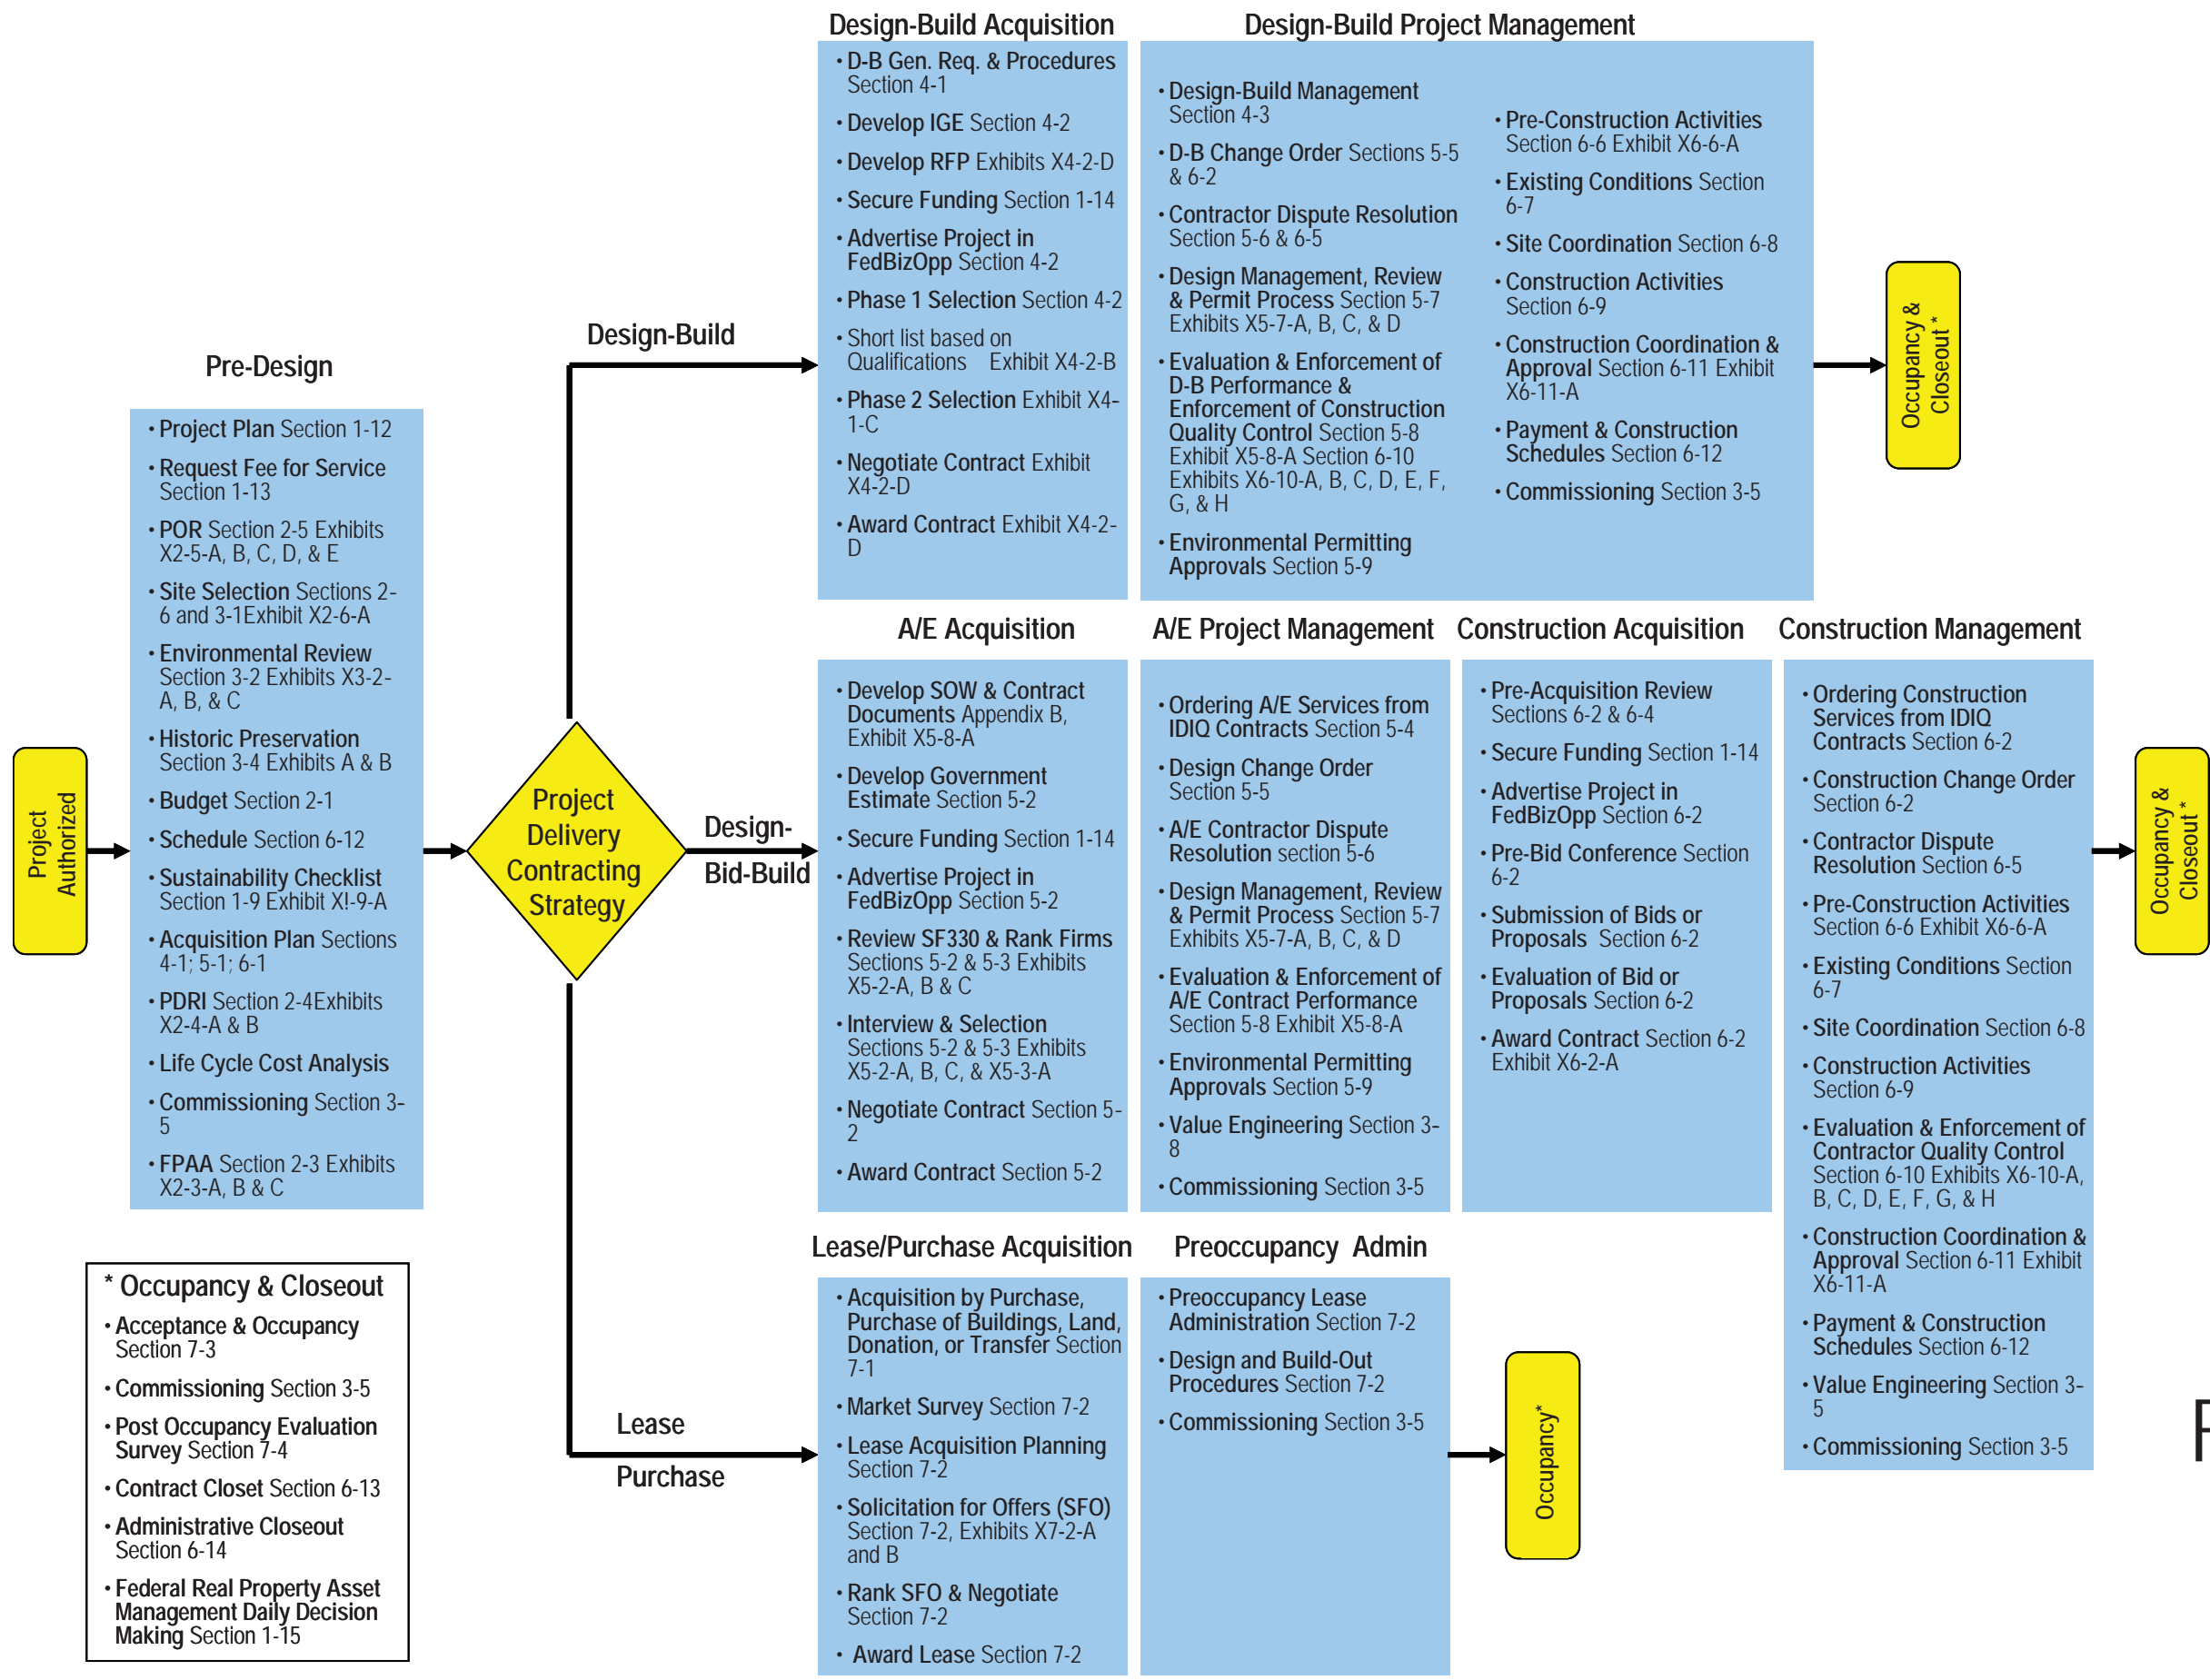 Design-Build Acquisition
• D-B Gen. Req. & Procedures
Section 4-1
• Develop IGE Section 4-2
• Develop RFP Exhibits X4-2-D
• Secure Funding Section 1-14
• Advertise Project in
FedBizOpp Section 4-2
• Phase 1 Selection Section 4-2
• Short list based on
Qualifications Exhibit X4-2-B
• Phase 2 Selection Exhibit X4-
1-C
• Negotiate Contract Exhibit
X4-2-D
• Award Contract Exhibit X4-2-
D
Design-Build Project Management
• Design-Build Management
Section 4-3
• D-B Change Order Sections 5-5
& 6-2
• Contractor Dispute Resolution
Section 5-6 & 6-5
• Design Management, Review
& Permit Process Section 5-7
Exhibits X5-7-A, B, C, & D
• Evaluation & Enforcement of
D-B Performance &
Enforcement of Construction
Quality Control Section 5-8
Exhibit X5-8-A Section 6-10
Exhibits X6-10-A, B, C, D, E, F,
G, & H
• Environmental Permitting
Approvals Section 5-9
• Pre-Construction Activities
Section 6-6 Exhibit X6-6-A
• Existing Conditions Section
6-7
• Site Coordination Section 6-8
• Construction Activities
Section 6-9
• Construction Coordination &
Approval Section 6-11 Exhibit
X6-11-A
• Payment & Construction
Schedules Section 6-12
• Commissioning Section 3-5
Occupancy &
Closeout *
Design-Build
Pre-Design
• Project Plan Section 1-12
• Request Fee for Service
Section 1-13
• POR Section 2-5 Exhibits
X2-5-A, B, C, D, & E
• Site Selection Sections 2-
6 and 3-1Exhibit X2-6-A
• Environmental Review
Section 3-2 Exhibits X3-2-
A, B, & C
• Historic Preservation
Section 3-4 Exhibits A & B
• Budget Section 2-1
• Schedule Section 6-12
• Sustainability Checklist
Section 1-9 Exhibit X!-9-A
• Acquisition Plan Sections
4-1; 5-1; 6-1
• PDRI Section 2-4Exhibits
X2-4-A & B
• Life Cycle Cost Analysis
• Commissioning Section 3-
5
• FPAA Section 2-3 Exhibits
X2-3-A, B & C
Project
Authorized
Project
Delivery
Contracting
Strategy
Design-
Bid-Build
A/E Acquisition
• Develop SOW & Contract
Documents Appendix B,
Exhibit X5-8-A
• Develop Government
Estimate Section 5-2
• Secure Funding Section 1-14
• Advertise Project in
FedBizOpp Section 5-2
• Review SF330 & Rank Firms
Sections 5-2 & 5-3 Exhibits
X5-2-A, B & C
• Interview & Selection
Sections 5-2 & 5-3 Exhibits
X5-2-A, B, C, & X5-3-A
• Negotiate Contract Section 5-
2
• Award Contract Section 5-2
A/E Project Management
• Ordering A/E Services from
IDIQ Contracts Section 5-4
• Design Change Order
Section 5-5
• A/E Contractor Dispute
Resolution section 5-6
• Design Management, Review
& Permit Process Section 5-7
Exhibits X5-7-A, B, C, & D
• Evaluation & Enforcement of
A/E Contract Performance
Section 5-8 Exhibit X5-8-A
• Environmental Permitting
Approvals Section 5-9
• Value Engineering Section 3-
8
• Commissioning Section 3-5
Construction Acquisition
• Pre-Acquisition Review
Sections 6-2 & 6-4
• Secure Funding Section 1-14
• Advertise Project in
FedBizOpp Section 6-2
• Pre-Bid Conference Section
6-2
• Submission of Bids or
Proposals Section 6-2
• Evaluation of Bid or
Proposals Section 6-2
• Award Contract Section 6-2
Exhibit X6-2-A
Construction Management
• Ordering Construction
Services from IDIQ
Contracts Section 6-2
• Construction Change Order
Section 6-2
• Contractor Dispute
Resolution Section 6-5
• Pre-Construction Activities
Section 6-6 Exhibit X6-6-A
• Existing Conditions Section
6-7
• Site Coordination Section 6-8
• Construction Activities
Section 6-9
• Evaluation & Enforcement of
Contractor Quality Control
Section 6-10 Exhibits X6-10-A,
B, C, D, E, F, G, & H
• Construction Coordination &
Approval Section 6-11 Exhibit
X6-11-A
• Payment & Construction
Schedules Section 6-12
• Value Engineering Section 3-
5
• Commissioning Section 3-5
Occupancy &
Closeout *
Lease
Purchase
Lease/Purchase Acquisition
• Acquisition by Purchase,
Purchase of Buildings, Land,
Donation, or Transfer Section
7-1
• Market Survey Section 7-2
• Lease Acquisition Planning
Section 7-2
• Solicitation for Offers (SFO)
Section 7-2, Exhibits X7-2-A
and B
• Rank SFO & Negotiate
Section 7-2
• Award Lease Section 7-2
Preoccupancy Admin
• Preoccupancy Lease
Administration Section 7-2
• Design and Build-Out
Procedures Section 7-2
• Commissioning Section 3-5
Occupancy*
* Occupancy & Closeout
• Acceptance & Occupancy
Section 7-3
• Commissioning Section 3-5
• Post Occupancy Evaluation
Survey Section 7-4
• Contract Closet Section 6-13
• Administrative Closeout
Section 6-14
• Federal Real Property Asset
Management Daily Decision
Making Section 1-15